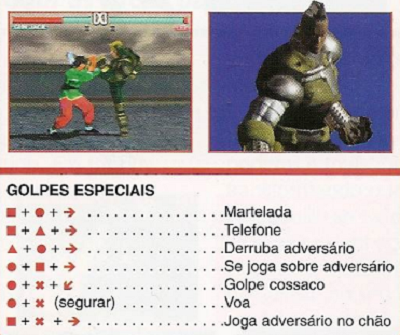 GOLPES ESPECIAIS
■ + ● + → ........................ Martelada
■ + ▲ + → ........................ Telefone
▲ + ● + → ........................ Derruba adversário
● + ■ + → ........................ Se joga sobre adversário
● + ✖ + ↙ ........................ Golpe cossaco
● + ✖ (segurar) ................ Voa
■ + ✖ + → ........................ Joga adversário no chão